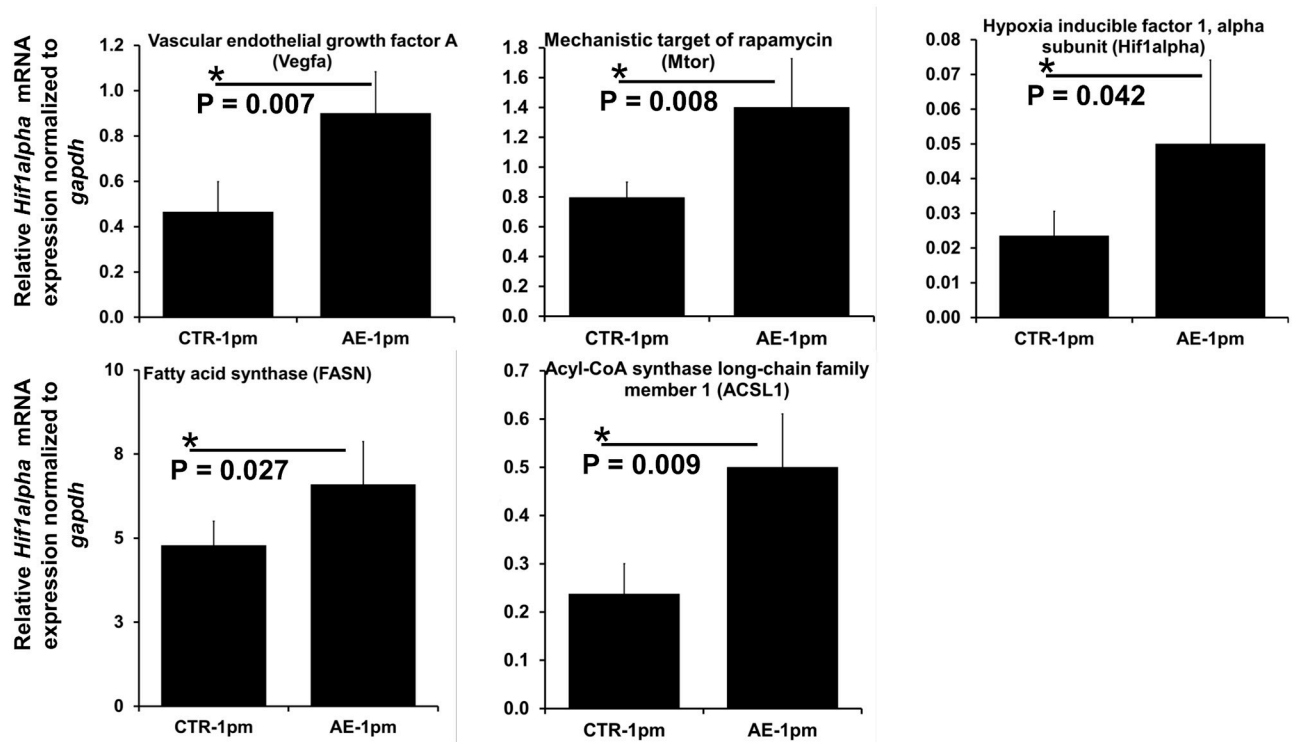 Relative Hif1alpha mRNA
expression normalized to
gapdh
Vascular endothelial growth factor A
(Vegfa)
1.2
1.0
0.8
0.6
0.4
0.2
0.0
*
P = 0.007
CTR-1pm
AE-1pm
Mechanistic target of rapamycin
(Mtor)
1.8
1.6
1.4
1.2
1.0
0.8
0.6
0.4
0.2
0.0
*
P = 0.008
CTR-1pm
AE-1pm
Hypoxia inducible factor 1, alpha
subunit (Hif1alpha)
0.08
0.07
0.06
0.05
0.04
0.03
0.02
0.01
0.00
*
P = 0.042
CTR-1pm
AE-1pm
Relative Hif1alpha mRNA
expression normalized to
gapdh
Fatty acid synthase (FASN)
10
8
5
3
0
*
P = 0.027
CTR-1pm
AE-1pm
Acyl-CoA synthase long-chain family
member 1 (ACSL1)
0.7
0.6
0.5
0.4
0.3
0.2
0.1
0.0
*
P = 0.009
CTR-1pm
AE-1pm